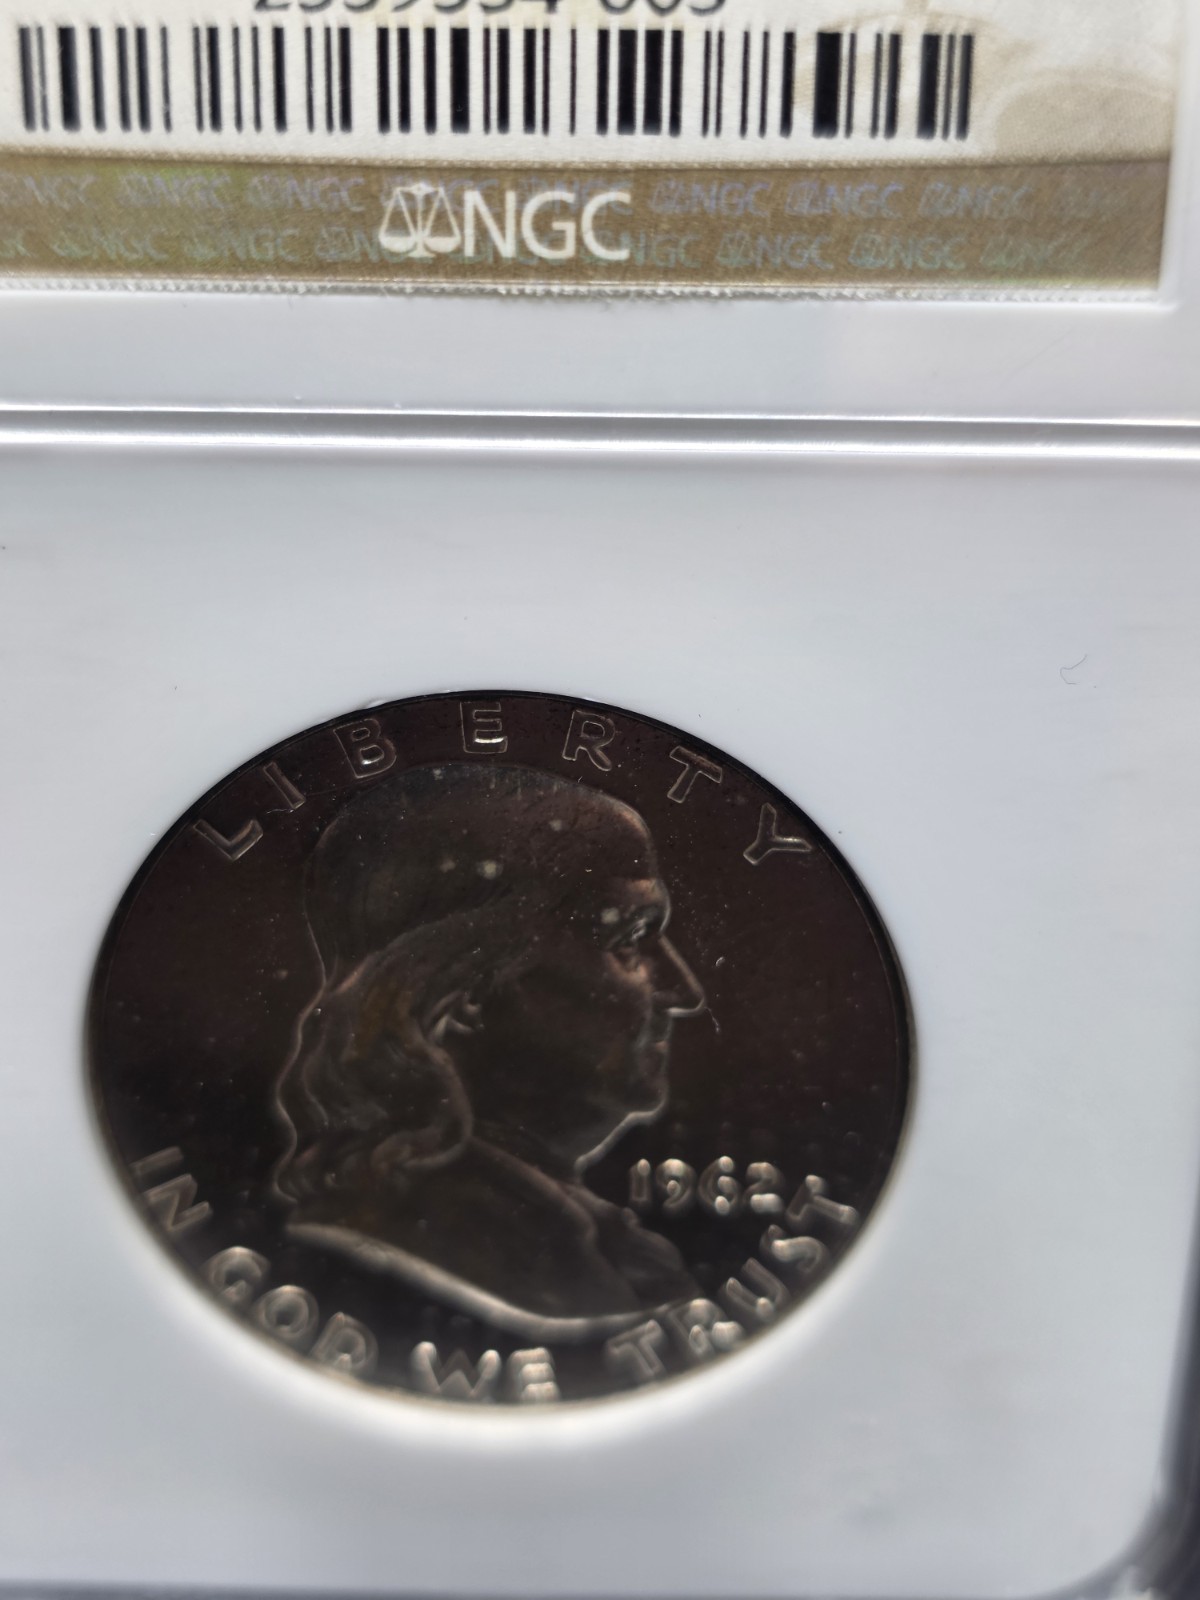 NGC
LIBERTY
1962
IN GOD WE TRUST